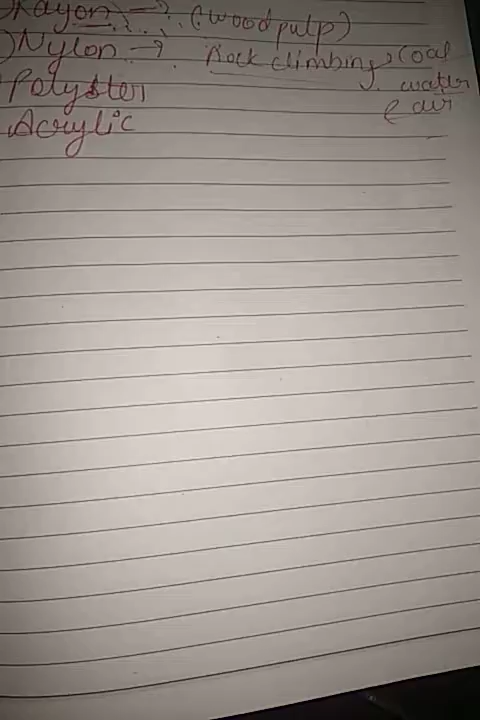 Rayon → (Wood pulp)
Nylon → Rock climbing, Coal
Polyster water
Acrylic & air